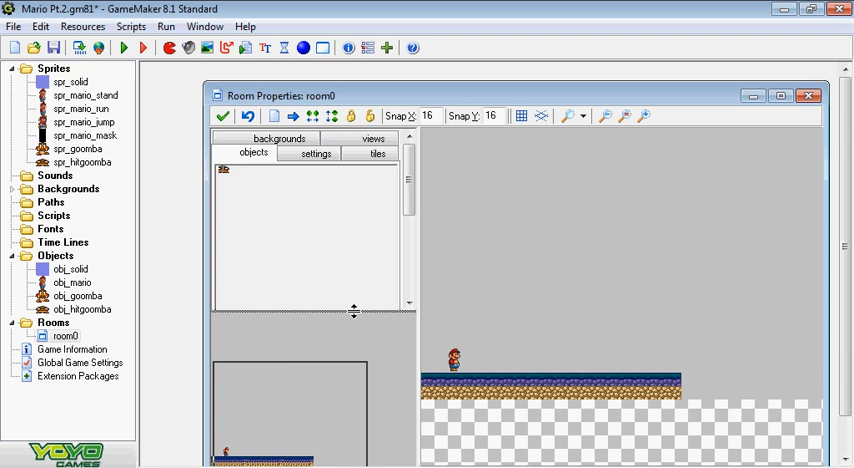 Mario Pt.2.gm81* - GameMaker 8.1 Standard
File Edit Resources Scripts Run Window Help
Sprites
spr_solid
spr_mario_stand
spr_mario_run
spr_mario_jump
spr_mario_mask
spr_goomba
spr_hitgoomba
Sounds
Backgrounds
Paths
Scripts
Fonts
Time Lines
Objects
obj_solid
obj_mario
obj_goomba
obj_hitgoomba
Rooms
room0
Game Information
Global Game Settings
Extension Packages
YOYO
GAMES
Room Properties: room0
Snap X: 16 Snap Y: 16
backgrounds views
objects settings tiles